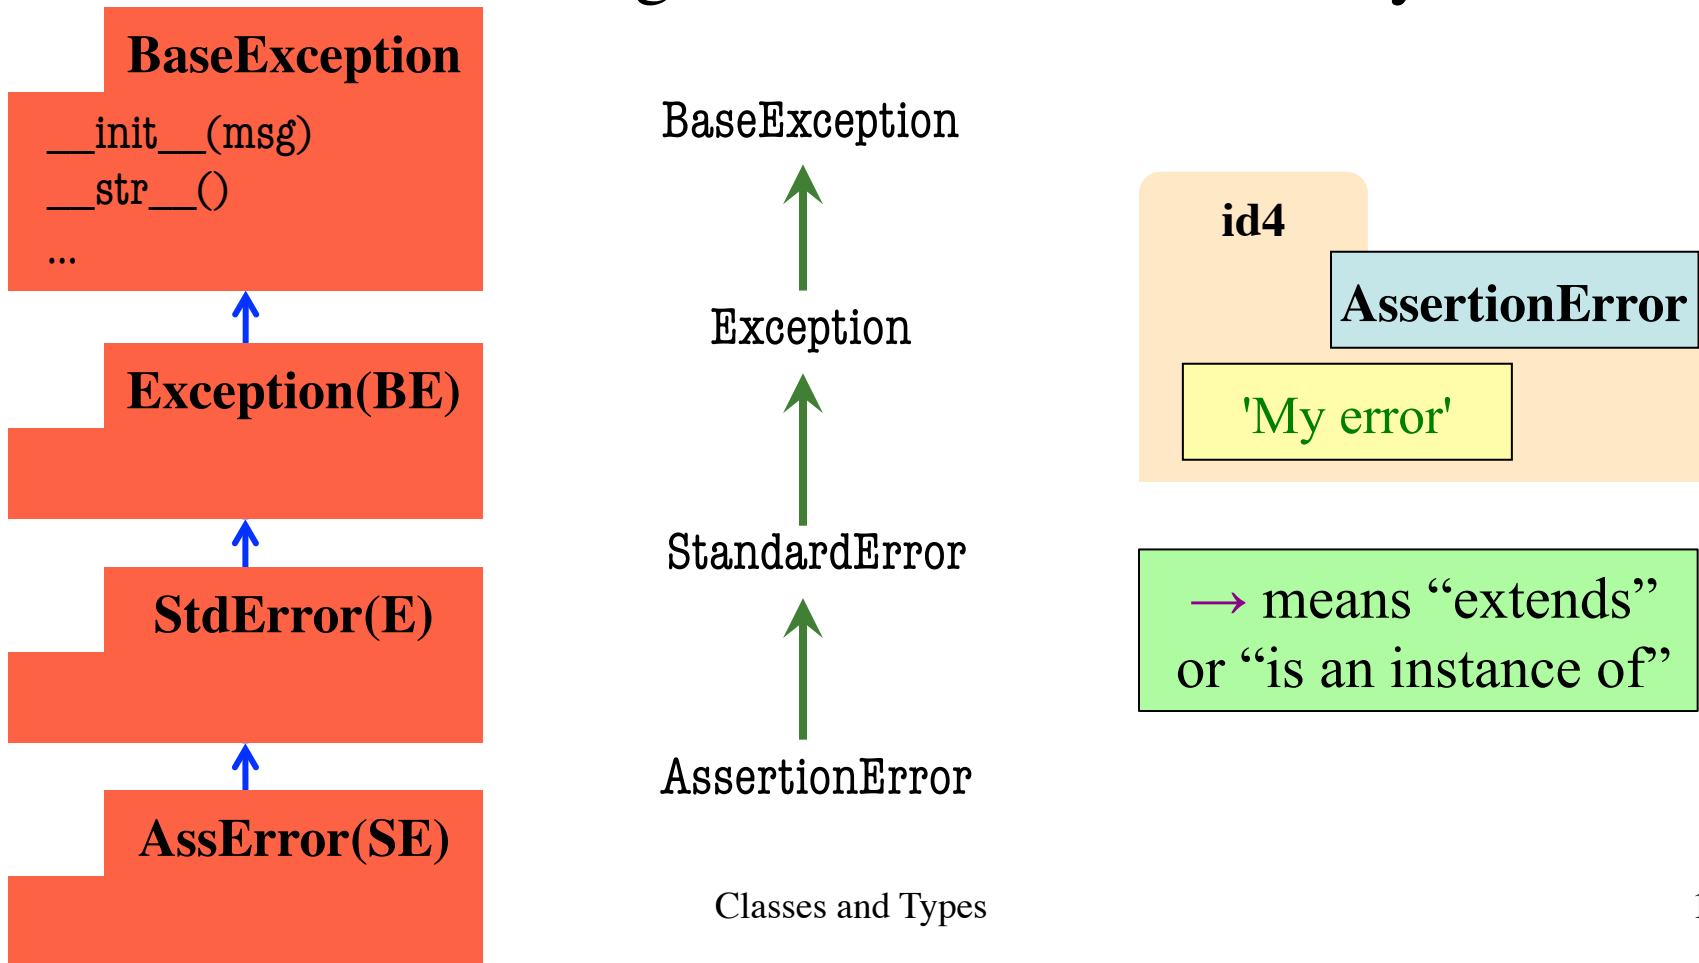 BaseException
__init__(msg)
__str__()
...
Exception(BE)
StdError(E)
AssError(SE)
BaseException
Exception
StandardError
AssertionError
id4
AssertionError
'My error'
→ means “extends”
or “is an instance of”
Classes and Types